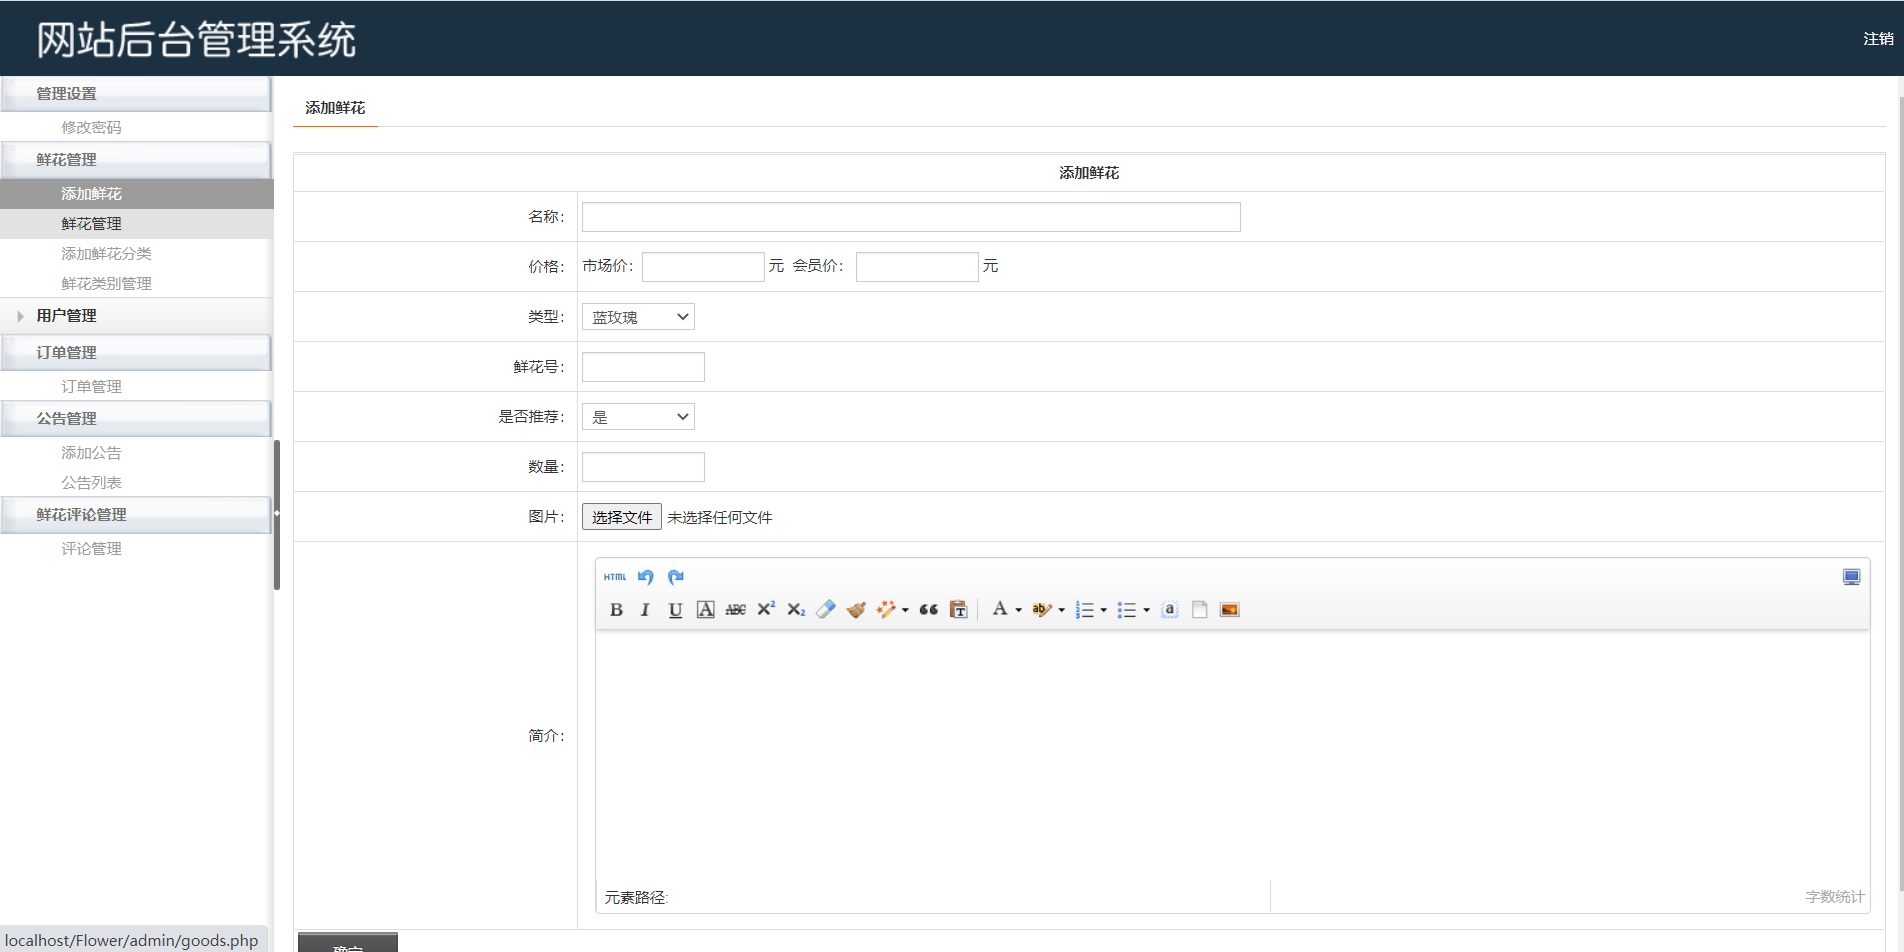 网站后台管理系统
注销
管理设置
修改密码
鲜花管理
添加鲜花
鲜花管理
添加鲜花分类
鲜花类别管理
用户管理
订单管理
订单管理
公告管理
添加公告
公告列表
鲜花评论管理
评论管理
添加鲜花
添加鲜花
名称：
价格： 市场价： 元 会员价： 元
类型： 蓝玫瑰
鲜花号：
是否推荐： 是
数量：
图片： 选择文件 未选择任何文件
HTML
B I U A ABC X² X₂ A ab a
简介：
元素路径:
字数统计
确定
localhost/Flower/admin/goods.php